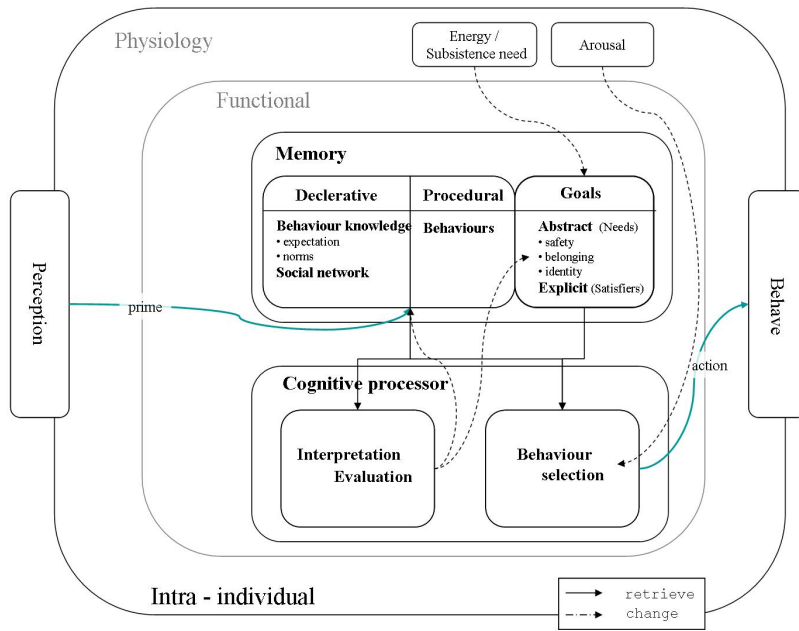 Physiology
Energy /
Subsistence need
Arousal
Functional
Memory
Declerative
Procedural
Goals
Behaviour knowledge
• expectation
• norms
Social network
Behaviours
Abstract (Needs)
• safety
• belonging
• identity
Explicit (Satisfiers)
Perception
prime
Behave
action
Cognitive processor
Interpretation
Evaluation
Behaviour
selection
Intra - individual
retrieve
change